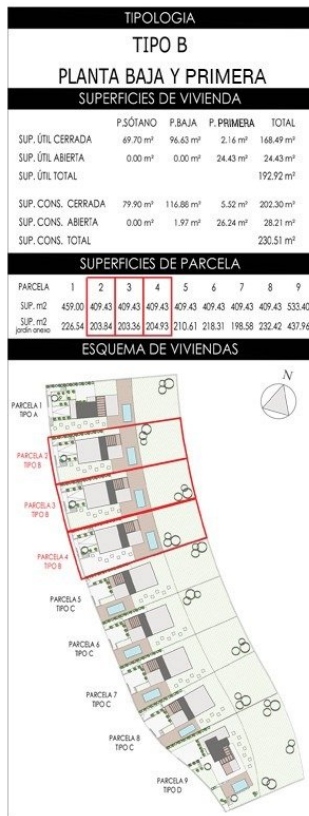 TIPOLOGIA
TIPO B
PLANTA BAJA Y PRIMERA
SUPERFICIES DE VIVIENDA
P.SÓTANO P.BAJA P. PRIMERA TOTAL
SUP. ÚTIL CERRADA 69.70 m² 96.63 m² 2.16 m² 168.49 m²
SUP. ÚTIL ABIERTA 0.00 m² 0.00 m² 24.43 m² 24.43 m²
SUP. ÚTIL TOTAL 192.92 m²
SUP. CONS. CERRADA 79.90 m² 116.88 m² 5.52 m² 202.30 m²
SUP. CONS. ABIERTA 0.00 m² 1.97 m² 26.24 m² 28.21 m²
SUP. CONS. TOTAL 230.51 m²
SUPERFICIES DE PARCELA
PARCELA 1 2 3 4 5 6 7 8 9
SUP. m2 459.00 409.43 409.43 409.43 409.43 409.43 409.43 409.43 533.40
SUP. m2 226.54 203.84 203.36 204.93 210.61 218.31 198.58 232.42 437.96
jardín anexo
ESQUEMA DE VIVIENDAS
N
PARCELA 1
TIPO A
PARCELA 2
TIPO B
PARCELA 3
TIPO B
PARCELA 4
TIPO B
PARCELA 5
TIPO C
PARCELA 6
TIPO C
PARCELA 7
TIPO C
PARCELA 8
TIPO C
PARCELA 9
TIPO D